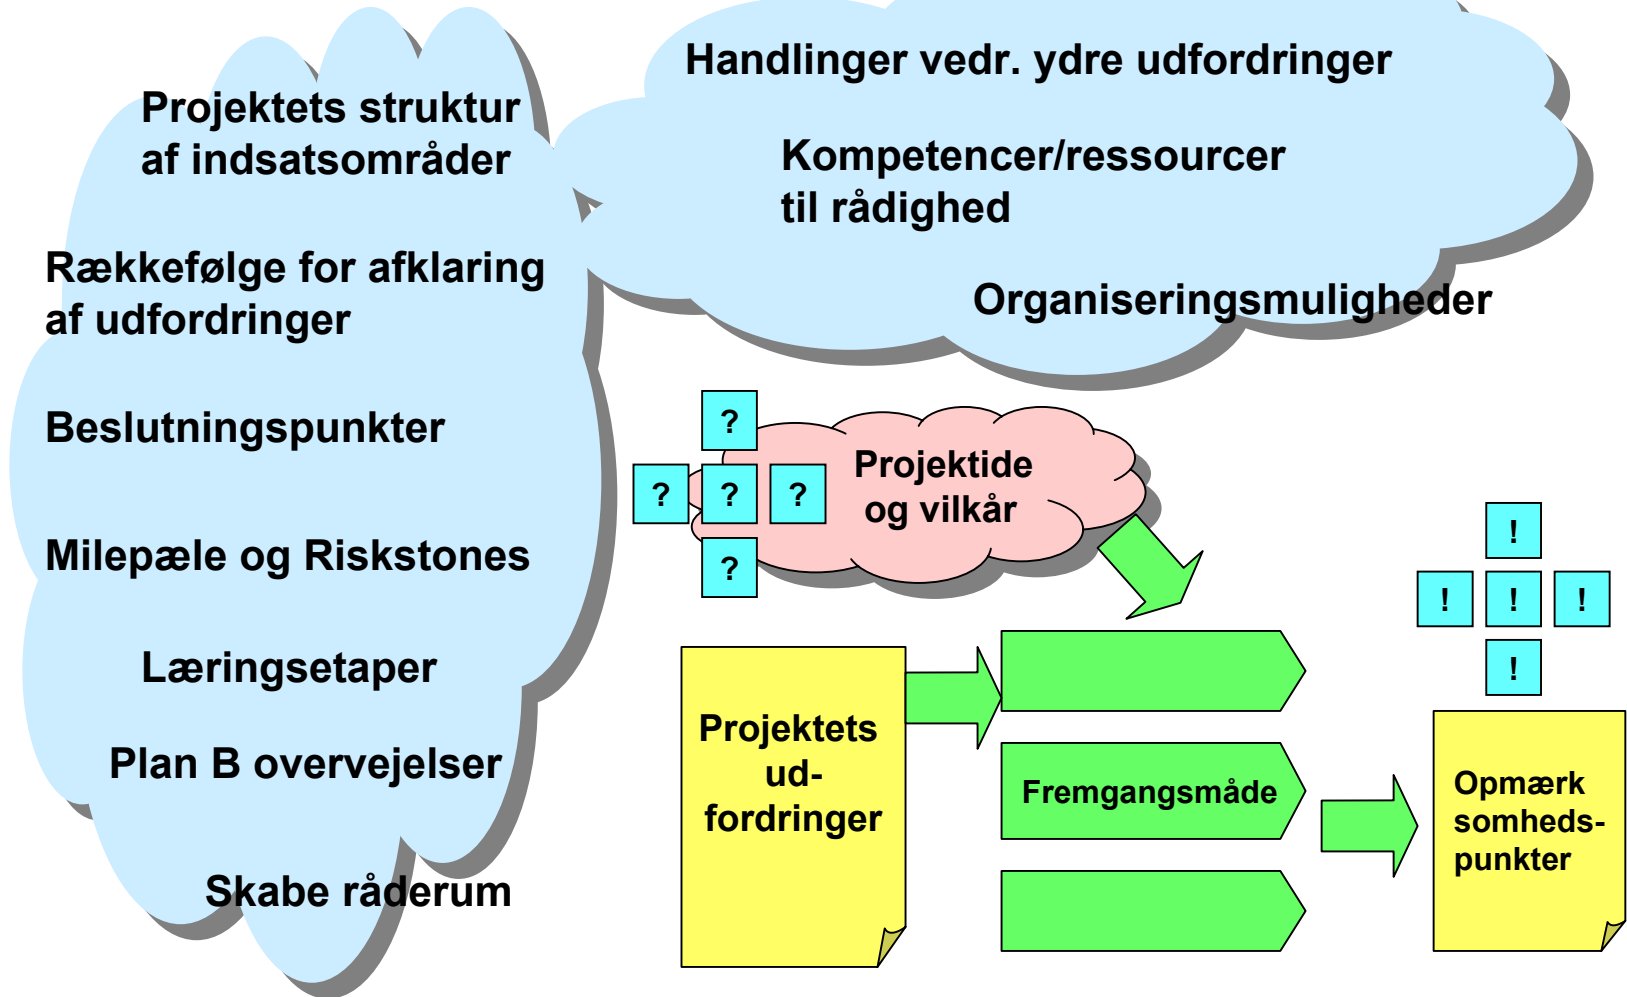 Projektets struktur
af indsatsområder
Rækkefølge for afklaring
af udfordringer
Beslutningspunkter
Milepæle og Riskstones
Læringsetaper
Plan B overvejelser
Skabe råderum
Handlinger vedr. ydre udfordringer
Kompetencer/ressourcer
til rådighed
Organiseringsmuligheder
?
? ? ?
?
Projektide
og vilkår
Projektets
ud-
fordringer
Fremgangsmåde
!
! ! !
!
Opmærk
somheds-
punkter